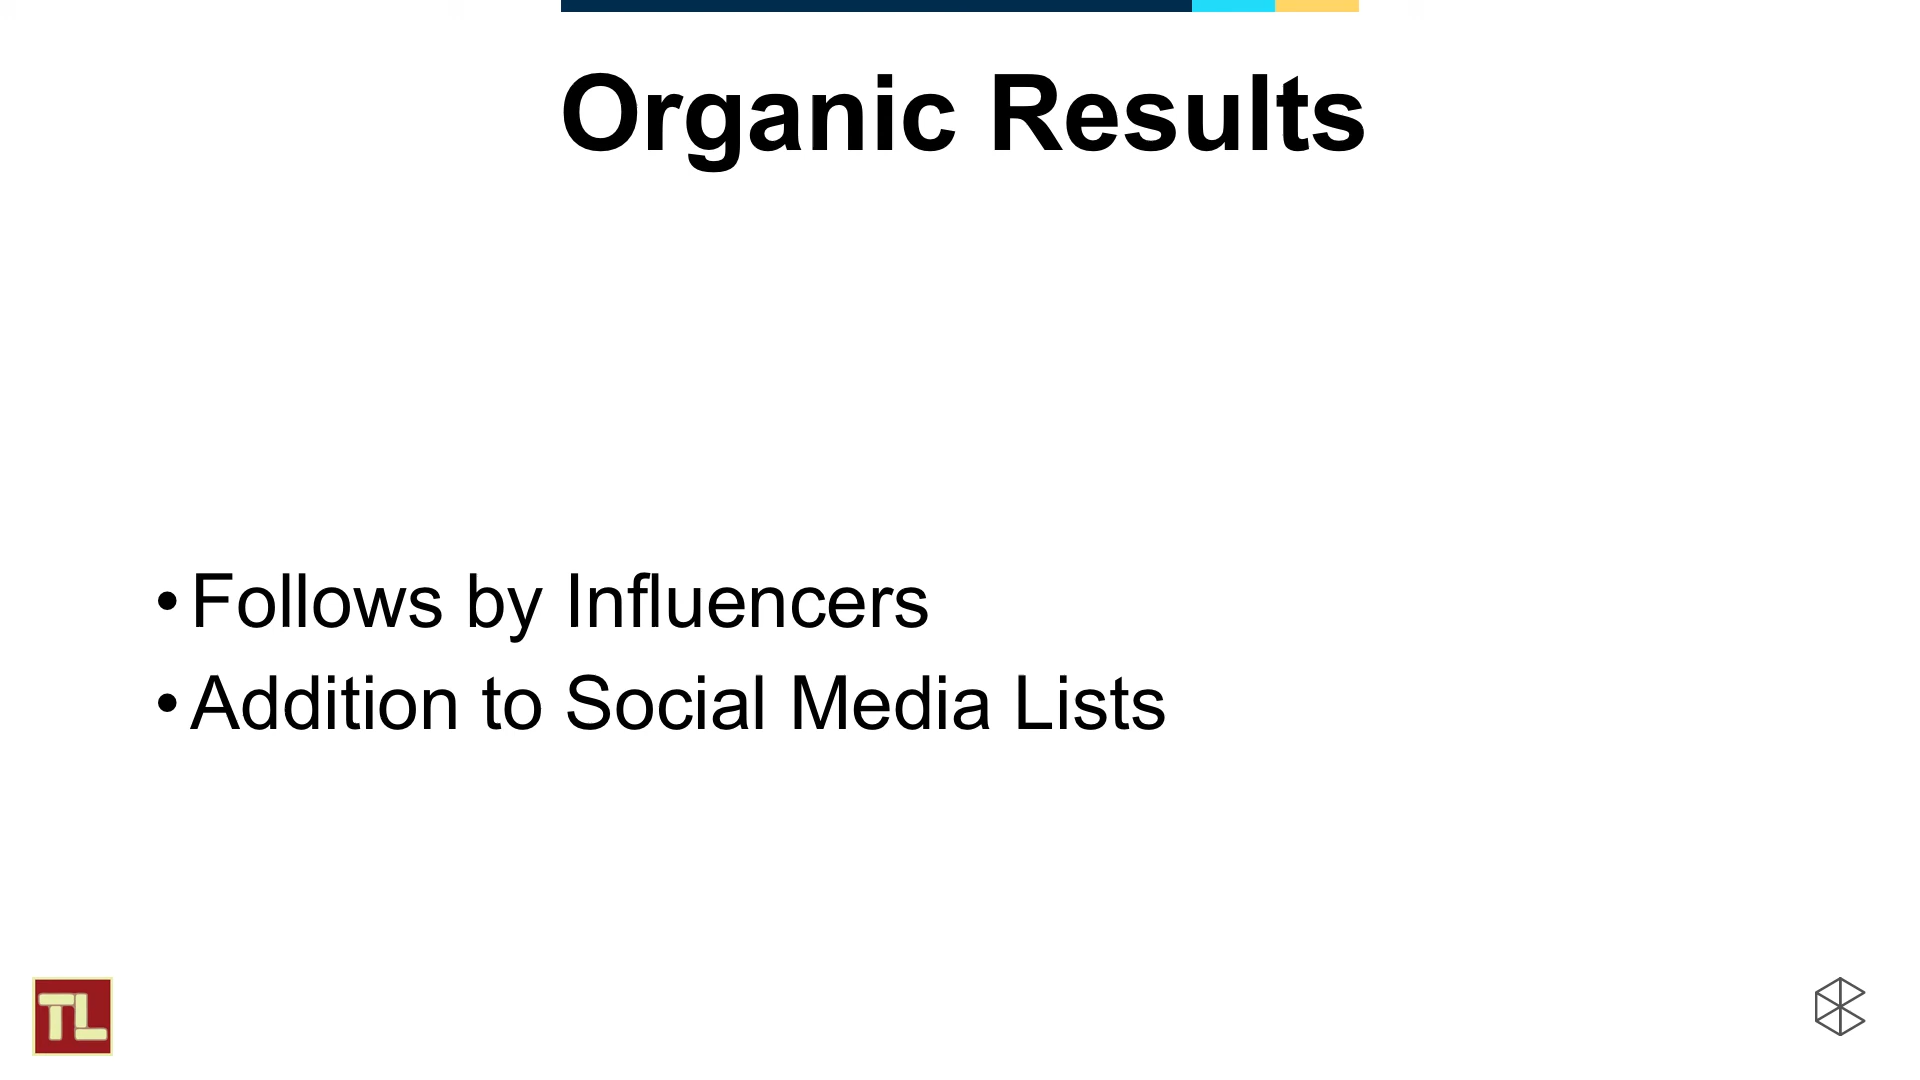 Organic Results
• Follows by Influencers
• Addition to Social Media Lists
TL